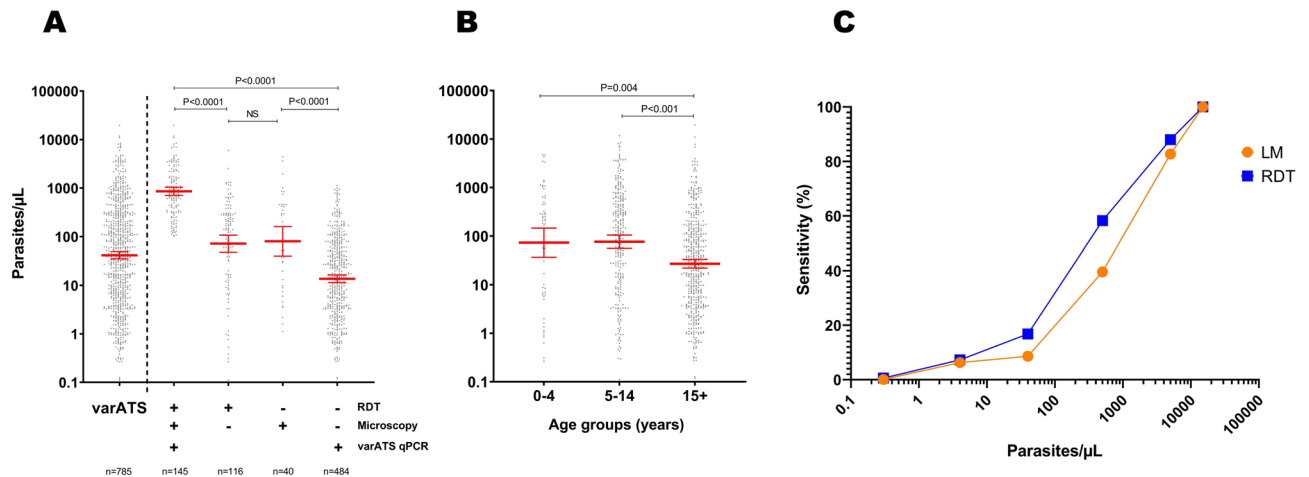 A
B
C
P<0.0001
P<0.0001
NS
P<0.0001
Parasites/µL
100000
10000
1000
100
10
1
0.1
varATS
+ + - - RDT
+ - + - Microscopy
+ + varATS qPCR
n=785 n=145 n=116 n=40 n=484
P=0.004
P<0.001
100000
10000
1000
100
10
1
0.1
0-4 5-14 15+
Age groups (years)
Sensitivity (%)
100
80
60
40
20
0
0.1 1 10 100 1000 10000 100000
Parasites/µL
LM
RDT